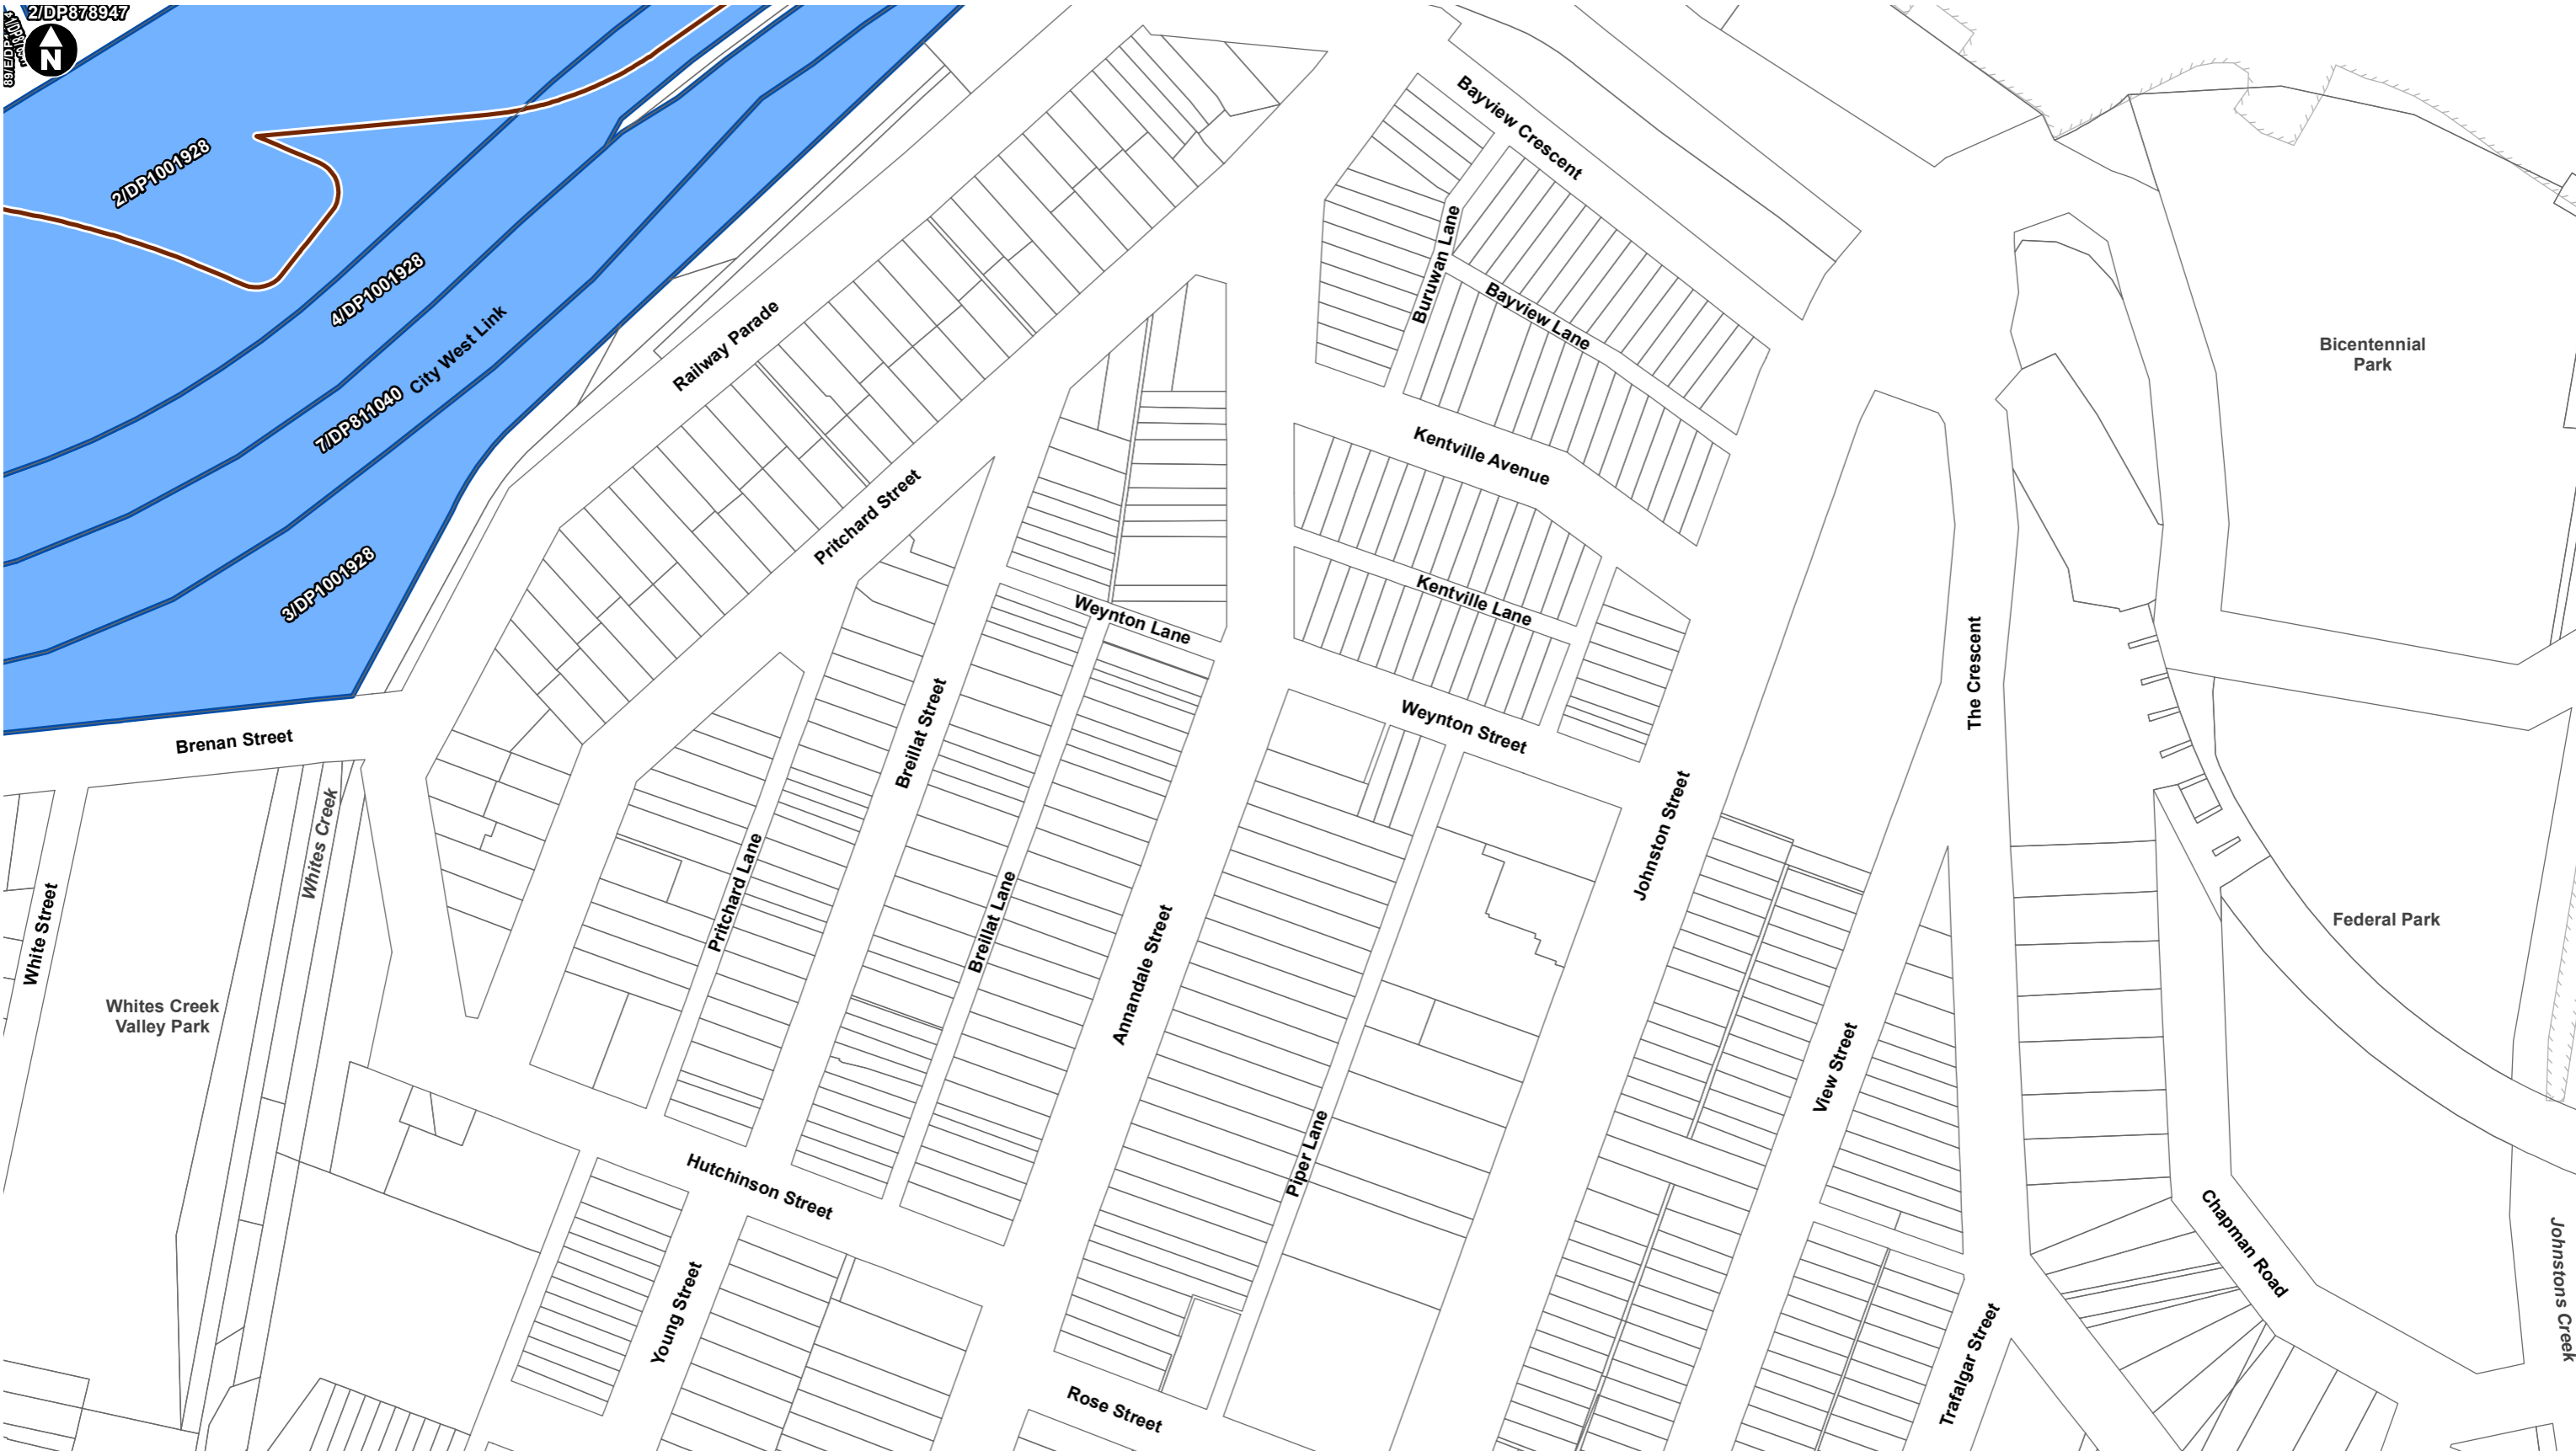 2/DP878947
N
2/DP1001928
4/DP1001928
City West Link
7/DP811040
3/DP1001928
Railway Parade
Pritchard Street
Bayview Crescent
Buruwan Lane
Bayview Lane
Kentville Avenue
Kentville Lane
Weynton Lane
Weynton Street
Bicentennial
Park
The Crescent
Brenan Street
Whites Creek
White Street
Whites Creek
Valley Park
Breillat Street
Pritchard Lane
Breillat Lane
Annandale Street
Johnston Street
Federal Park
View Street
Piper Lane
Hutchinson Street
Young Street
Rose Street
Chapman Road
Trafalgar Street
Johnstons Creek